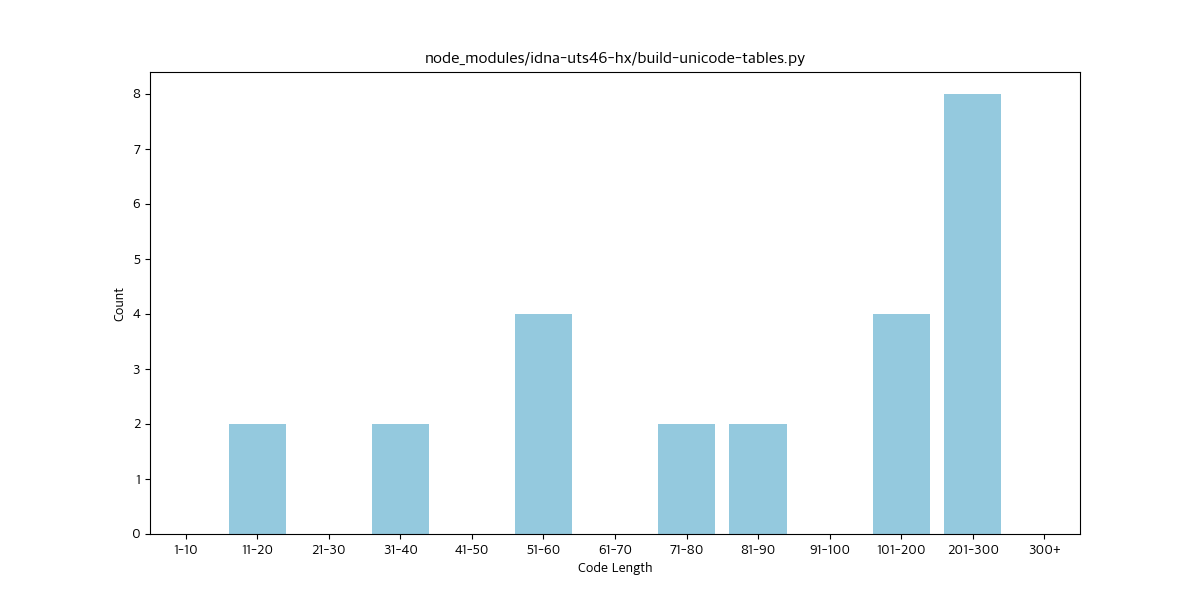 node_modules/idna-uts46-hx/build-unicode-tables.py
8
7
6
5
4
3
2
1
0
Count
1-10 11-20 21-30 31-40 41-50 51-60 61-70 71-80 81-90 91-100 101-200 201-300 300+
Code Length